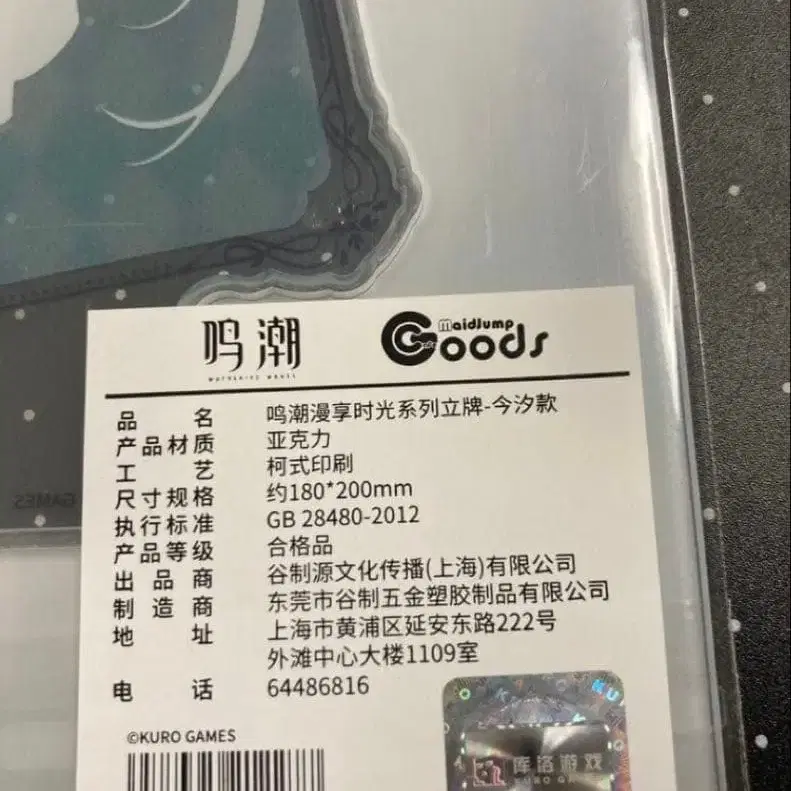 鸣潮
WUTHERING WAVES
MaidJump
Goods
品名 鸣潮漫享时光系列立牌-今汐款
产品材质 亚克力
工艺 柯式印刷
尺寸规格 约180*200mm
执行标准 GB 28480-2012
产品等级 合格品
出品商 谷制源文化传播(上海)有限公司
制造商 东莞市谷制五金塑胶制品有限公司
地址 上海市黄浦区延安东路222号
外滩中心大楼1109室
电话 64486816
©KURO GAMES
库洛游戏
KURO GAMES
GAMES